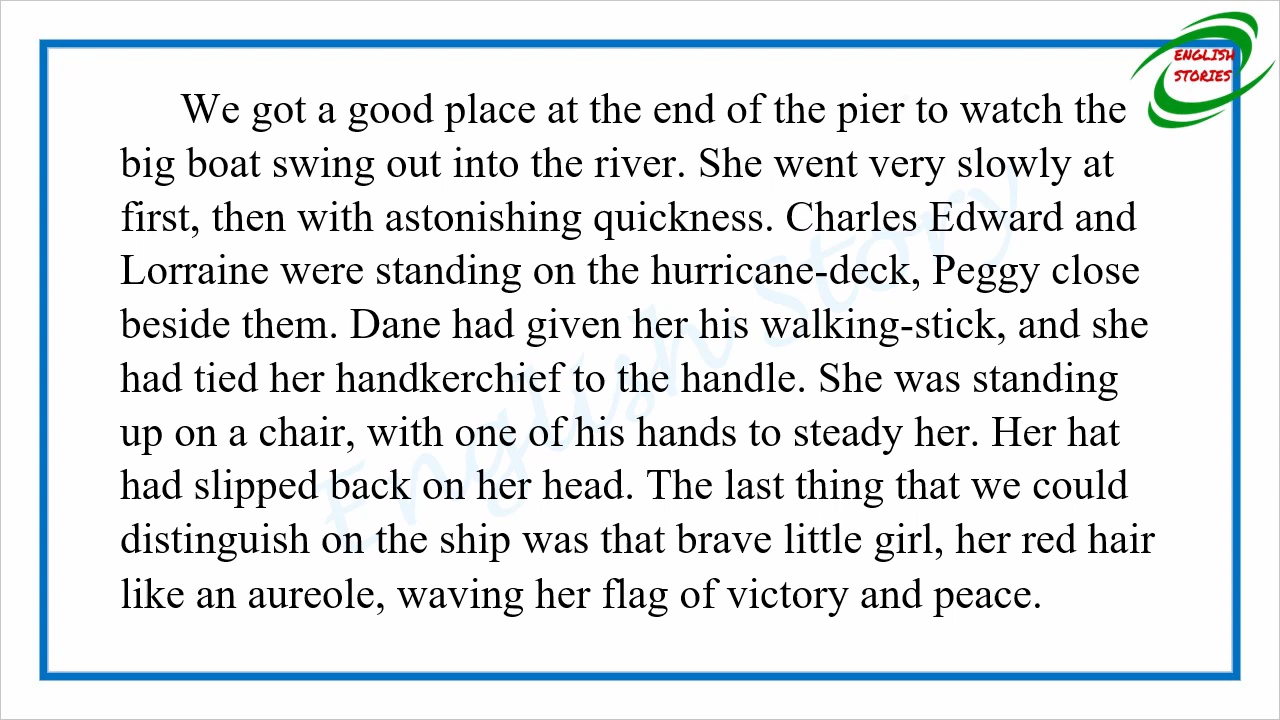 ENGLISH
STORIES
We got a good place at the end of the pier to watch the
big boat swing out into the river. She went very slowly at
first, then with astonishing quickness. Charles Edward and
Lorraine were standing on the hurricane-deck, Peggy close
beside them. Dane had given her his walking-stick, and she
had tied her handkerchief to the handle. She was standing
up on a chair, with one of his hands to steady her. Her hat
had slipped back on her head. The last thing that we could
distinguish on the ship was that brave little girl, her red hair
like an aureole, waving her flag of victory and peace.
English Story